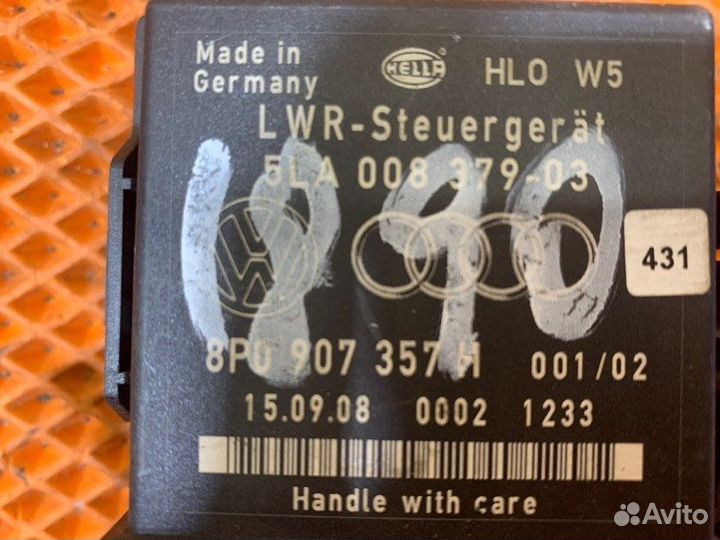 Made in
Germany
HELLA
HLO W5
LWR-Steuergerät
5LA 008 379-03
1890
431
8P0 907 357 H
001/02
15.09.08 0002 1233
Handle with care
Avito